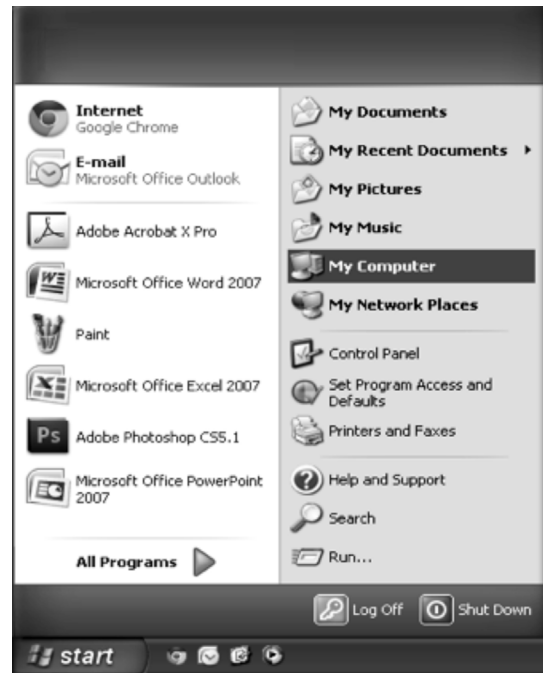 Internet
Google Chrome
E-mail
Microsoft Office Outlook
Adobe Acrobat X Pro
Microsoft Office Word 2007
Paint
Microsoft Office Excel 2007
Ps
Adobe Photoshop CS5.1
Microsoft Office PowerPoint
2007
All Programs
My Documents
My Recent Documents
My Pictures
My Music
My Computer
My Network Places
Control Panel
Set Program Access and
Defaults
Printers and Faxes
Help and Support
Search
Run...
Log Off
Shut Down
start